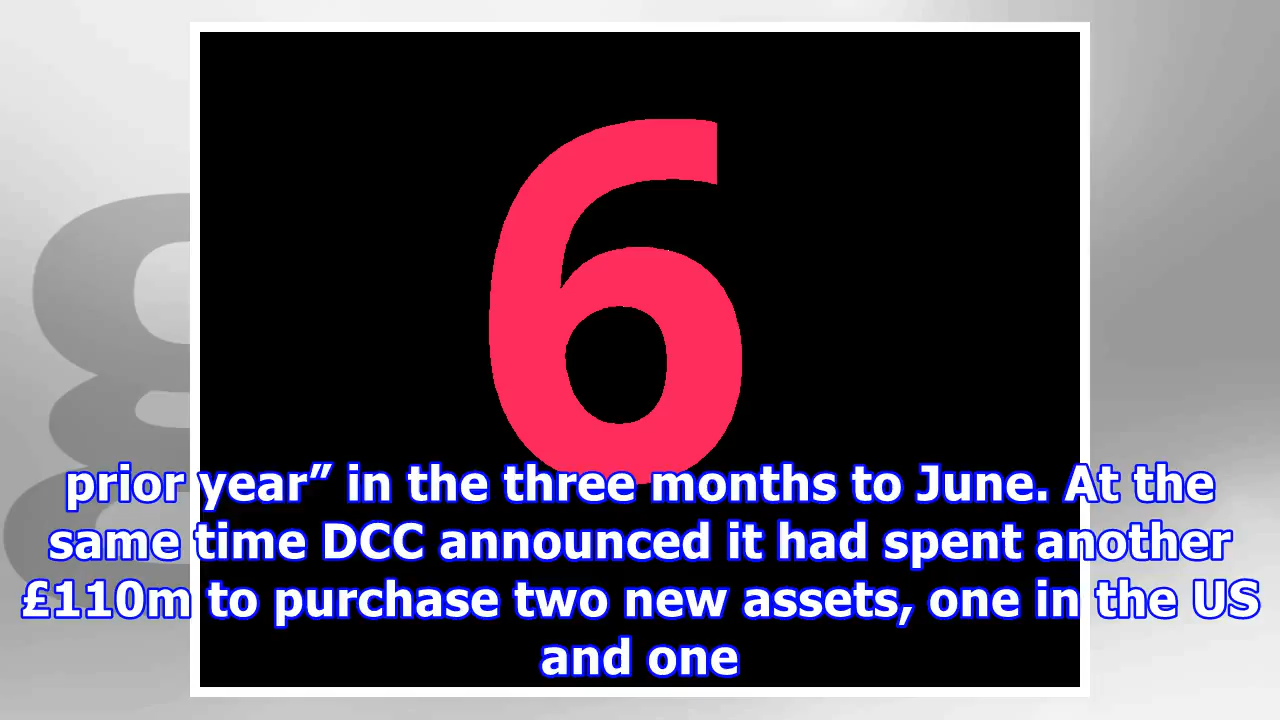 6
prior year” in the three months to June. At the
same time DCC announced it had spent another
£110m to purchase two new assets, one in the US
and one